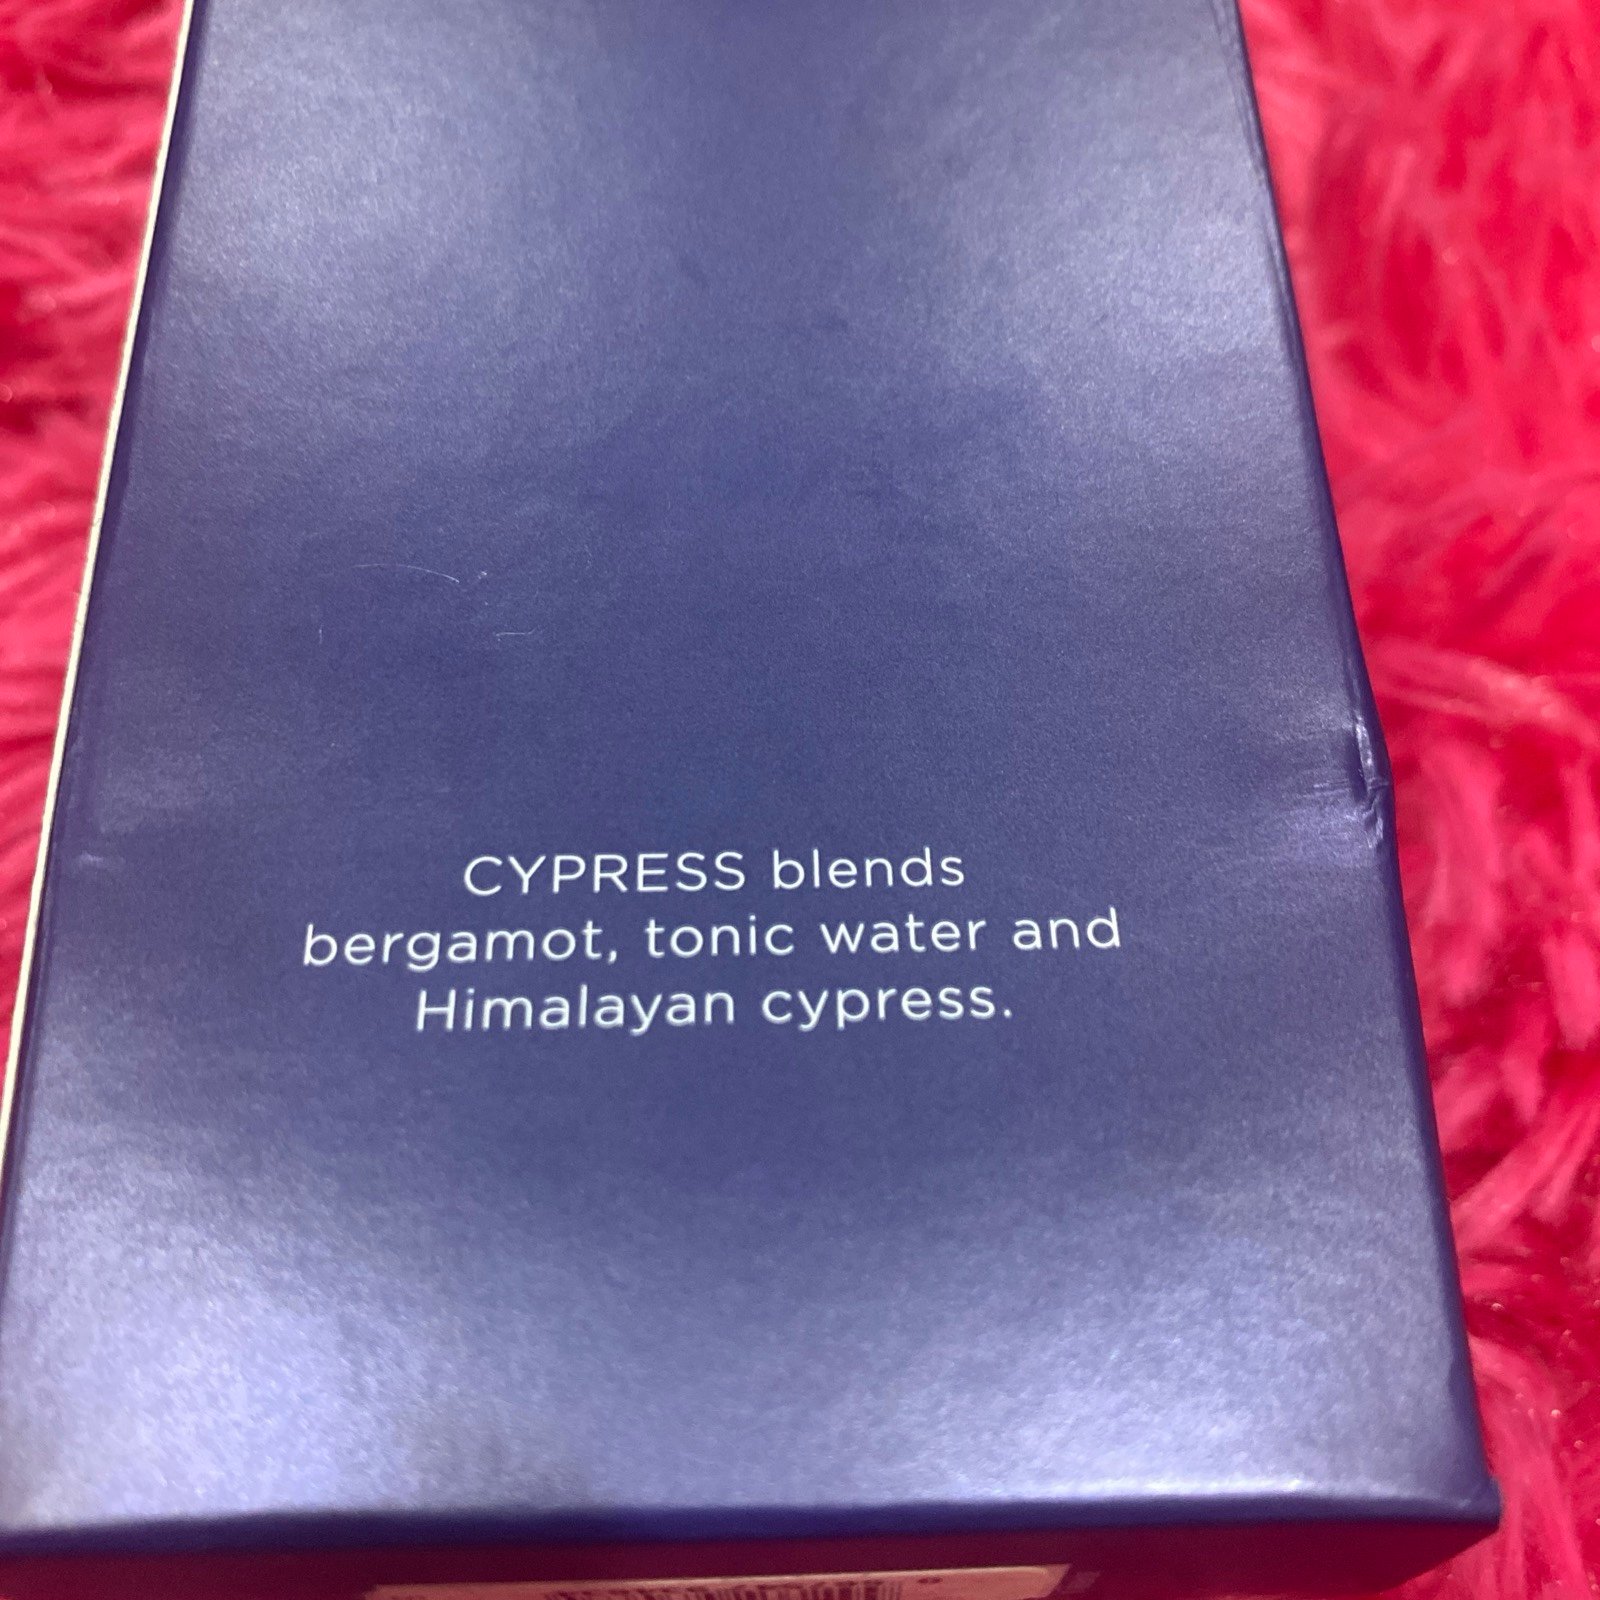 CYPRESS blends
bergamot, tonic water and
Himalayan cypress.